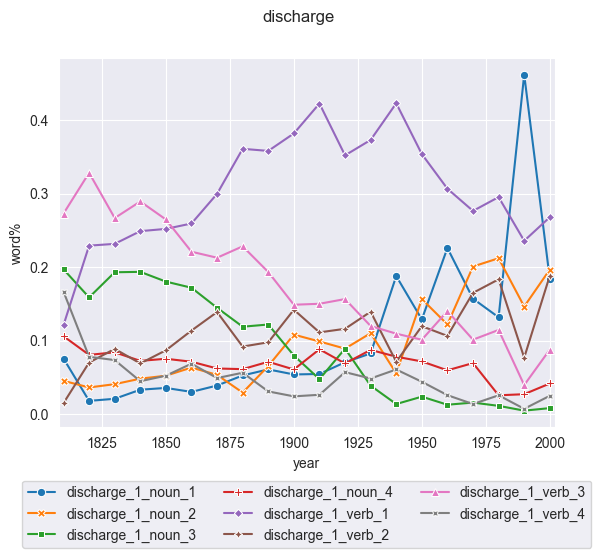 discharge
word%
0.4
0.3
0.2
0.1
0.0
1825 1850 1875 1900 1925 1950 1975 2000
year
discharge_1_noun_1 discharge_1_noun_4 discharge_1_verb_3
discharge_1_noun_2 discharge_1_verb_1 discharge_1_verb_4
discharge_1_noun_3 discharge_1_verb_2